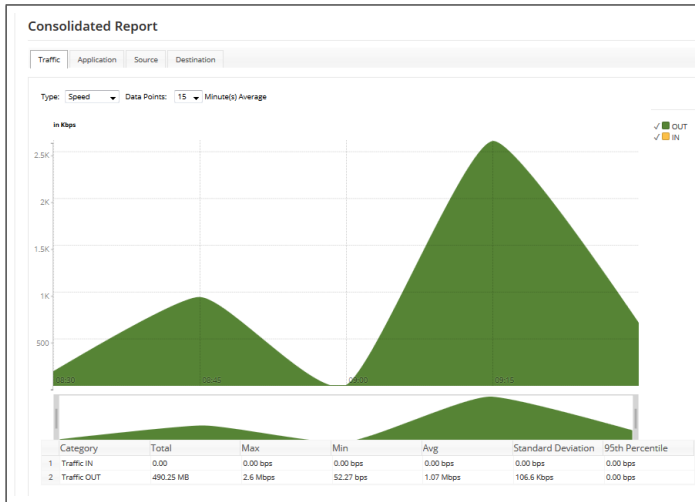 Consolidated Report
Traffic Application Source Destination
Type: Speed Data Points: 15 Minute(s) Average
in Kbps
OUT
IN
2.5K
2K
1.5K
1K
500
08:30 08:45 09:00 09:15
Category Total Max Min Avg Standard Deviation 95th Percentile
1 Traffic IN 0.00 0.00 bps 0.00 bps 0.00 bps 0.00 bps 0.00 bps
2 Traffic OUT 490.25 MB 2.6 Mbps 52.27 bps 1.07 Mbps 106.6 Kbps 0.00 bps